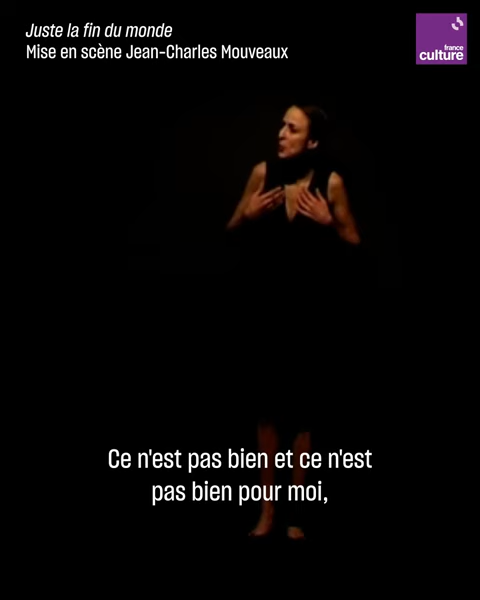 Juste la fin du monde
Mise en scène Jean-Charles Mouveaux
france
culture
Ce n'est pas bien et ce n'est
pas bien pour moi,